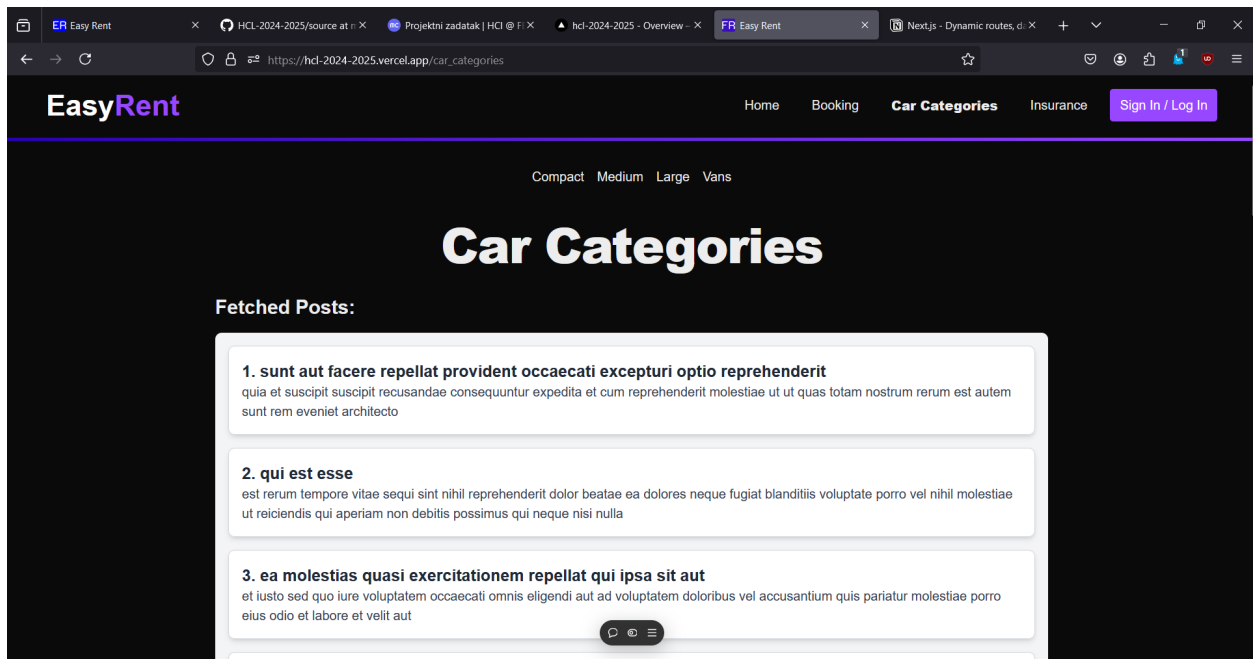 ER Easy Rent
HCL-2024-2025/source at m
mc Projektni zadatak | HCI @ FI
hcl-2024-2025 - Overview –
ER Easy Rent
Next.js - Dynamic routes, da
https://hcl-2024-2025.vercel.app/car_categories
1
EasyRent
Home Booking Car Categories Insurance Sign In / Log In
Compact Medium Large Vans
Car Categories
Fetched Posts:
1. sunt aut facere repellat provident occaecati excepturi optio reprehenderit
quia et suscipit suscipit recusandae consequuntur expedita et cum reprehenderit molestiae ut ut quas totam nostrum rerum est autem
sunt rem eveniet architecto
2. qui est esse
est rerum tempore vitae sequi sint nihil reprehenderit dolor beatae ea dolores neque fugiat blanditiis voluptate porro vel nihil molestiae
ut reiciendis qui aperiam non debitis possimus qui neque nisi nulla
3. ea molestias quasi exercitationem repellat qui ipsa sit aut
et iusto sed quo iure voluptatem occaecati omnis eligendi aut ad voluptatem doloribus vel accusantium quis pariatur molestiae porro
eius odio et labore et velit aut